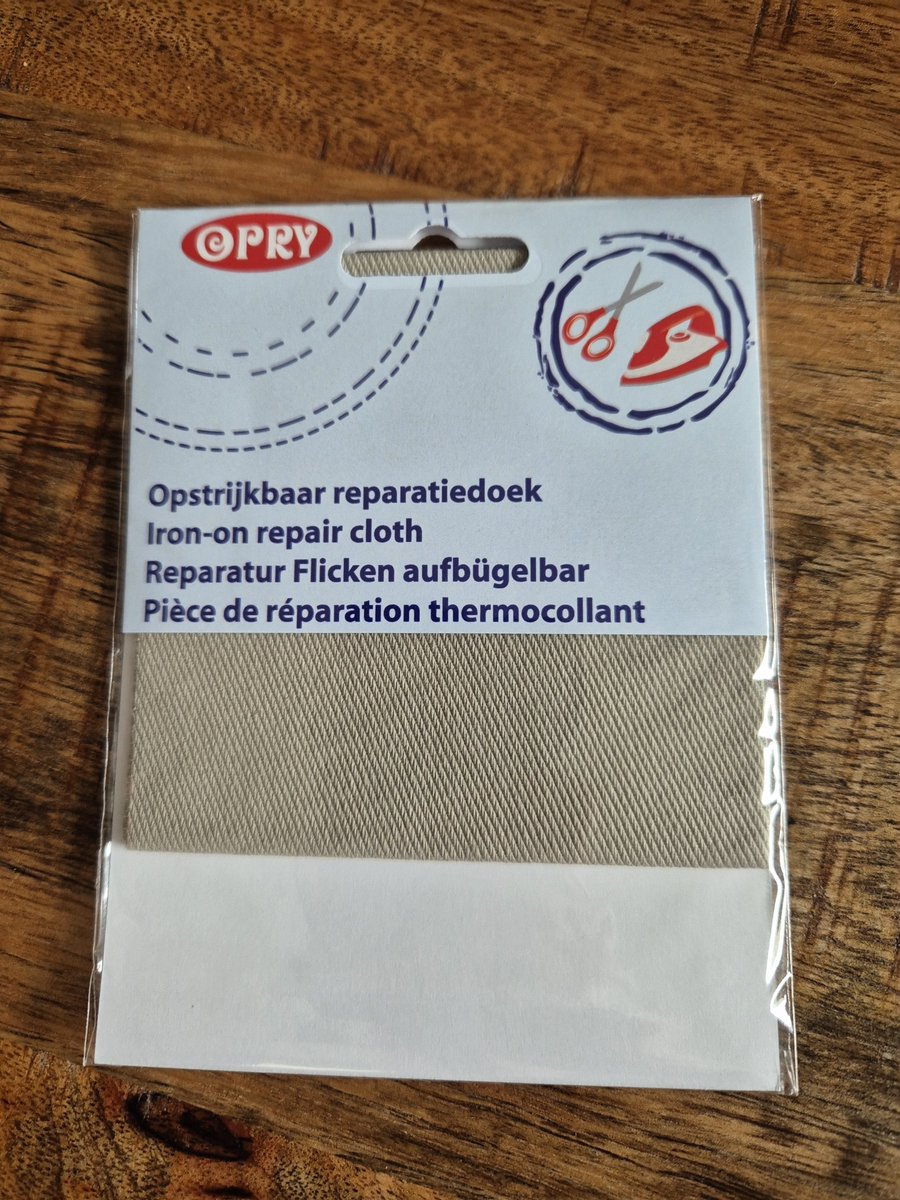 OPRY
Opstrijkbaar reparatiedoek
Iron-on repair cloth
Reparatur Flicken aufbügelbar
Pièce de réparation thermocollant